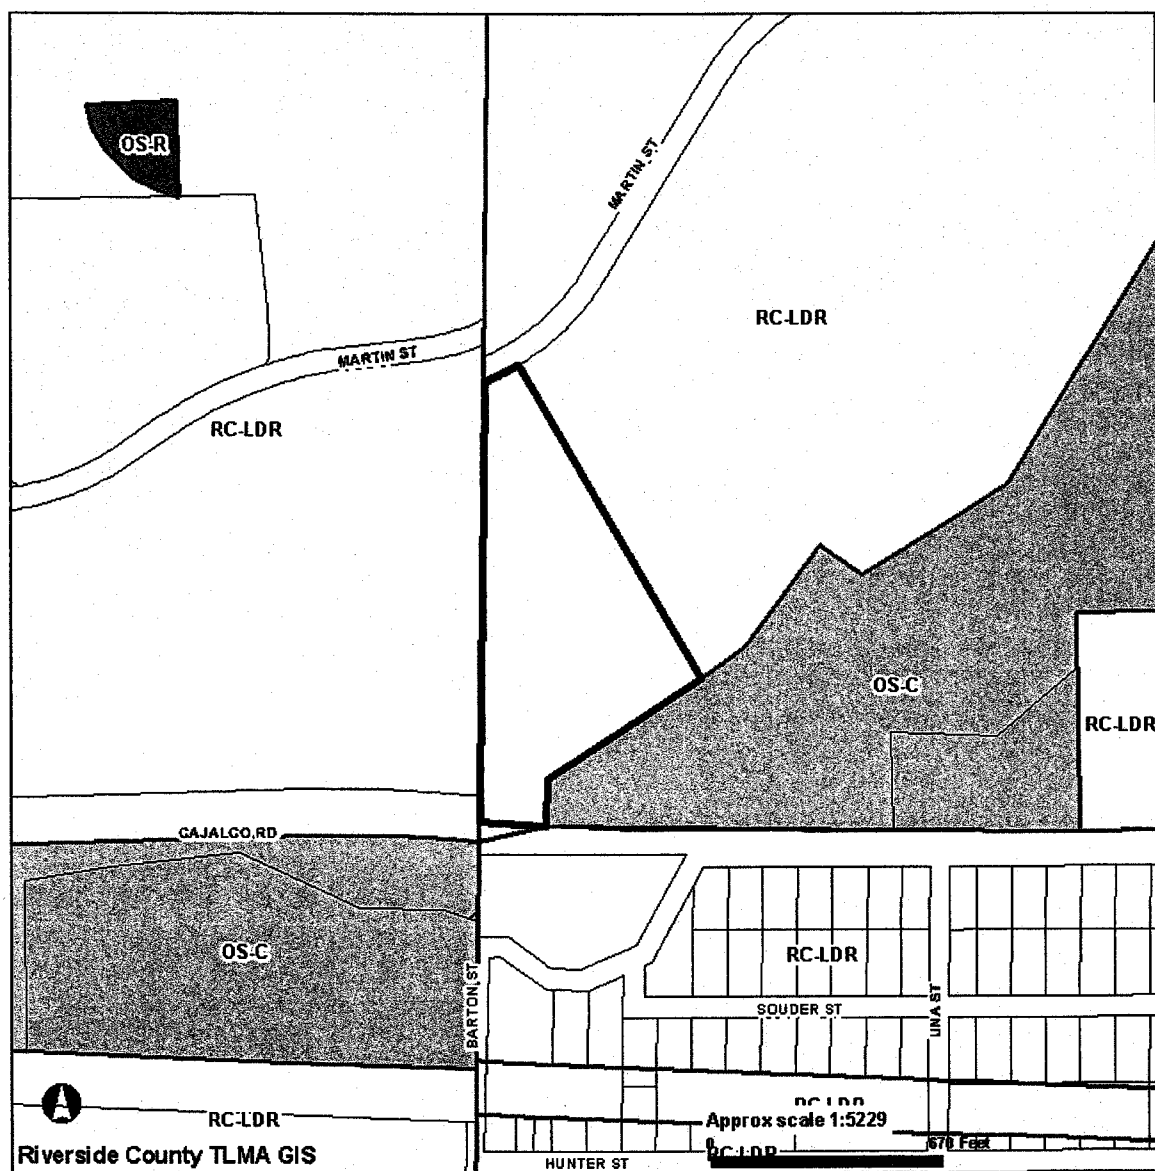 OS-R
MARTIN ST
RC-LDR
MARTIN ST
RC-LDR
OS-C
RC-LDR
CAJALCO RD
OS-C
BARTON ST
RC-LDR
SOUDER ST
UNA ST
RC-LDR
RC-LDR
Approx scale 1:5229
0
670 Feet
RC-LDR
Riverside County TLMA GIS
HUNTER ST